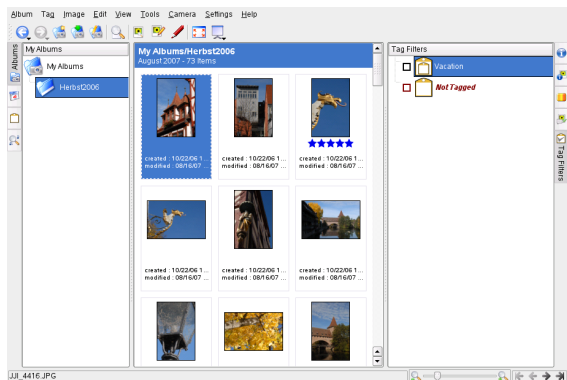 Album Tag Image Edit View Tools Camera Settings Help
Albums
My Albums
My Albums
Herbst2006
My Albums/Herbst2006
August 2007 - 73 Items
created : 10/22/06 1...
modified : 08/16/07 ...
created : 10/22/06 1...
modified : 08/16/07 ...
created : 10/22/06 1...
modified : 08/16/07 ...
created : 10/22/06 1...
modified : 08/16/07 ...
created : 10/22/06 1...
modified : 08/16/07 ...
created : 10/22/06 1...
modified : 08/16/07 ...
Tag Filters
Vacation
Not Tagged
Tag Filters
JJI_4416.JPG